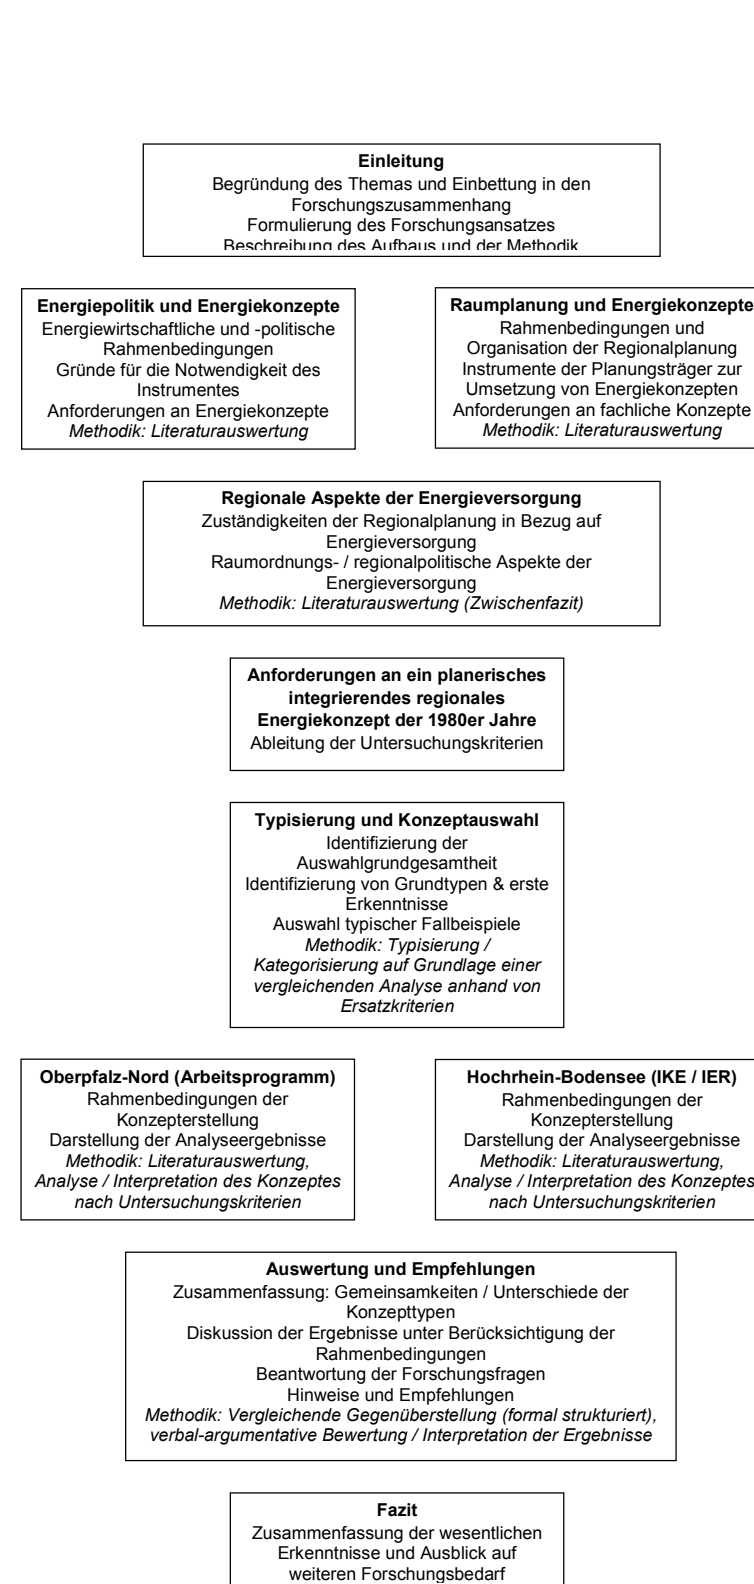 Einleitung
Begründung des Themas und Einbettung in den
Forschungszusammenhang
Formulierung des Forschungsansatzes
Beschreibung des Aufbaus und der Methodik
Energiepolitik und Energiekonzepte
Energiewirtschaftliche und -politische
Rahmenbedingungen
Gründe für die Notwendigkeit des
Instrumentes
Anforderungen an Energiekonzepte
Methodik: Literaturauswertung
Raumplanung und Energiekonzepte
Rahmenbedingungen und
Organisation der Regionalplanung
Instrumente der Planungsträger zur
Umsetzung von Energiekonzepten
Anforderungen an fachliche Konzepte
Methodik: Literaturauswertung
Regionale Aspekte der Energieversorgung
Zuständigkeiten der Regionalplanung in Bezug auf
Energieversorgung
Raumordnungs- / regionalpolitische Aspekte der
Energieversorgung
Methodik: Literaturauswertung (Zwischenfazit)
Anforderungen an ein planerisches
integrierendes regionales
Energiekonzept der 1980er Jahre
Ableitung der Untersuchungskriterien
Typisierung und Konzeptauswahl
Identifizierung der
Auswahlgrundgesamtheit
Identifizierung von Grundtypen & erste
Erkenntnisse
Auswahl typischer Fallbeispiele
Methodik: Typisierung /
Kategorisierung auf Grundlage einer
vergleichenden Analyse anhand von
Ersatzkriterien
Oberpfalz-Nord (Arbeitsprogramm)
Rahmenbedingungen der
Konzepterstellung
Darstellung der Analyseergebnisse
Methodik: Literaturauswertung,
Analyse / Interpretation des Konzeptes
nach Untersuchungskriterien
Hochrhein-Bodensee (IKE / IER)
Rahmenbedingungen der
Konzepterstellung
Darstellung der Analyseergebnisse
Methodik: Literaturauswertung,
Analyse / Interpretation des Konzeptes
nach Untersuchungskriterien
Auswertung und Empfehlungen
Zusammenfassung: Gemeinsamkeiten / Unterschiede der
Konzepttypen
Diskussion der Ergebnisse unter Berücksichtigung der
Rahmenbedingungen
Beantwortung der Forschungsfragen
Hinweise und Empfehlungen
Methodik: Vergleichende Gegenüberstellung (formal strukturiert),
verbal-argumentative Bewertung / Interpretation der Ergebnisse
Fazit
Zusammenfassung der wesentlichen
Erkenntnisse und Ausblick auf
weiteren Forschungsbedarf